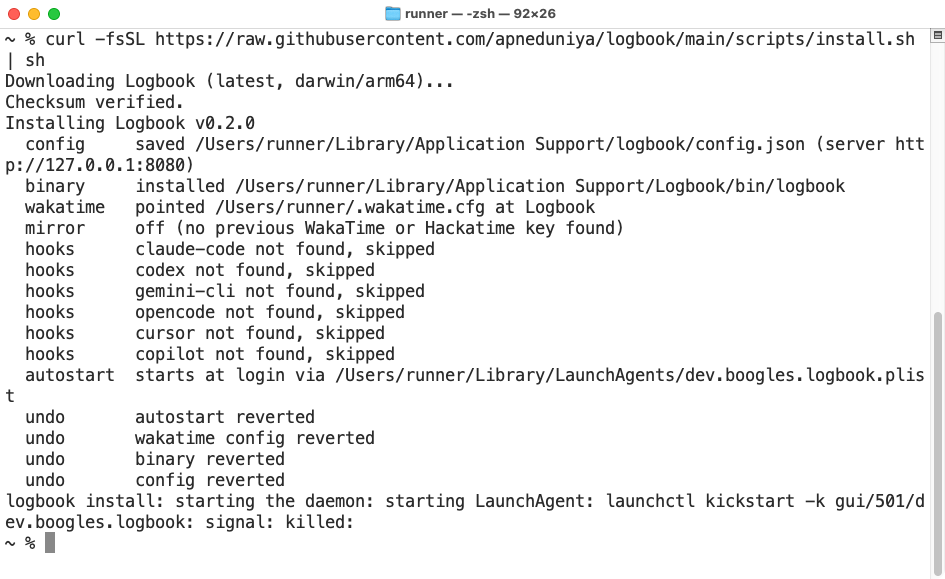 runner — -zsh — 92×26
~ % curl -fsSL https://raw.githubusercontent.com/apneduniya/logbook/main/scripts/install.sh
| sh
Downloading Logbook (latest, darwin/arm64)...
Checksum verified.
Installing Logbook v0.2.0
  config     saved /Users/runner/Library/Application Support/logbook/config.json (server htt
p://127.0.0.1:8080)
  binary     installed /Users/runner/Library/Application Support/Logbook/bin/logbook
  wakatime   pointed /Users/runner/.wakatime.cfg at Logbook
  mirror     off (no previous WakaTime or Hackatime key found)
  hooks      claude-code not found, skipped
  hooks      codex not found, skipped
  hooks      gemini-cli not found, skipped
  hooks      opencode not found, skipped
  hooks      cursor not found, skipped
  hooks      copilot not found, skipped
  autostart  starts at login via /Users/runner/Library/LaunchAgents/dev.boogles.logbook.plis
t
  undo       autostart reverted
  undo       wakatime config reverted
  undo       binary reverted
  undo       config reverted
logbook install: starting the daemon: starting LaunchAgent: launchctl kickstart -k gui/501/d
ev.boogles.logbook: signal: killed:
~ %